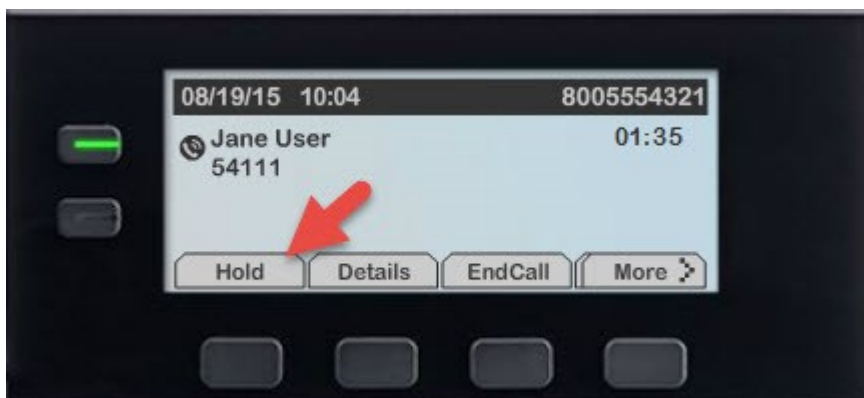 08/19/15 10:04 8005554321
Jane User 01:35
54111
Hold Details EndCall More >